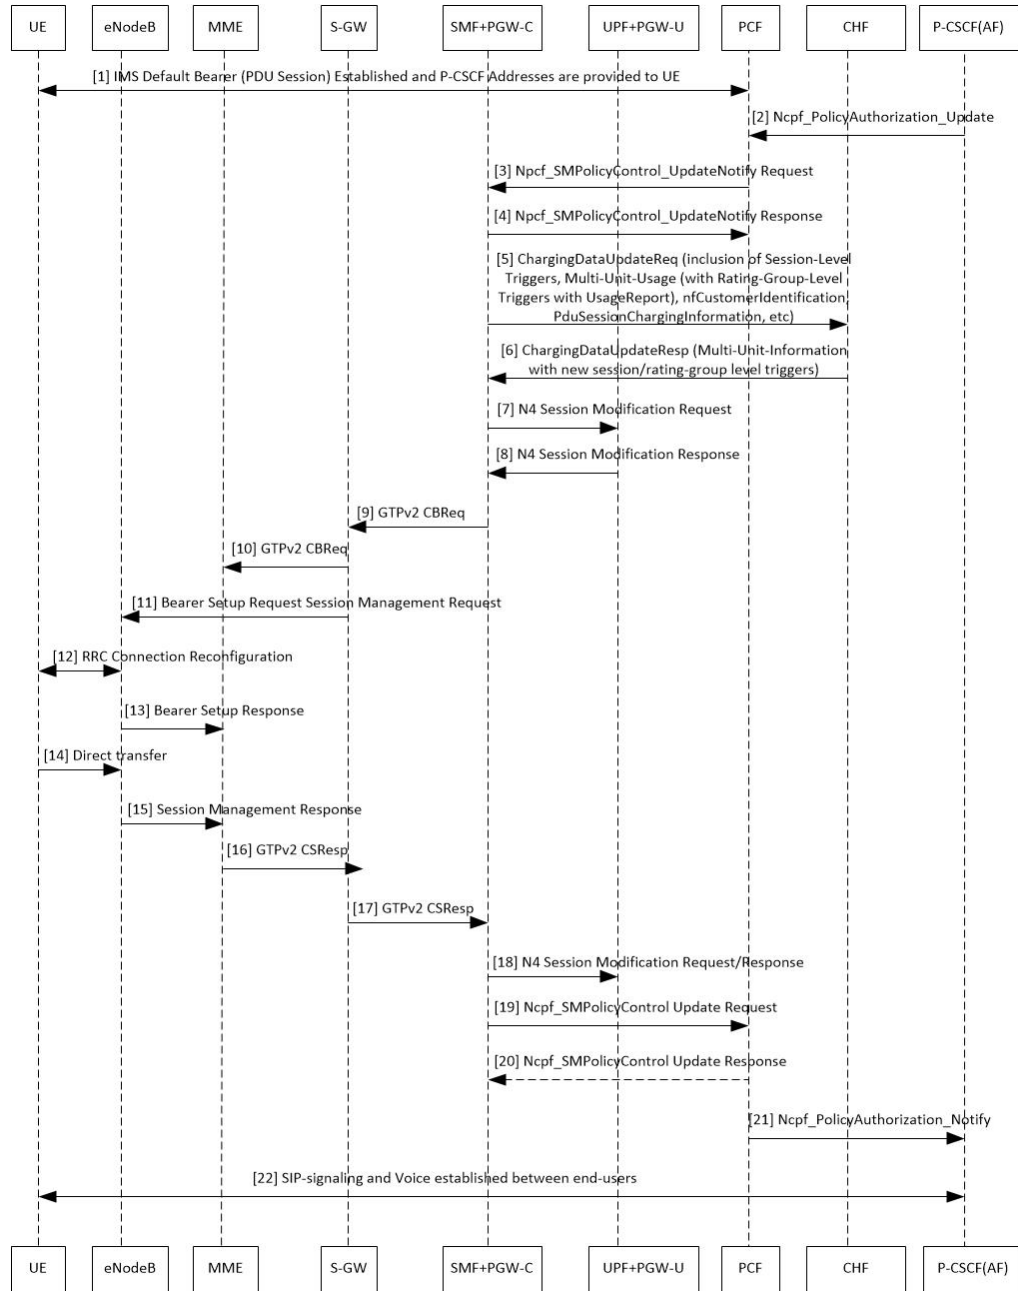 UE eNodeB MME S-GW SMF+PGW-C UPF+PGW-U PCF CHF P-CSCF(AF)
[1] IMS Default Bearer (PDU Session) Established and P-CSCF Addresses are provided to UE
[2] Ncpf_PolicyAuthorization_Update
[3] Npcf_SMPolicyControl_UpdateNotify Request
[4] Npcf_SMPolicyControl_UpdateNotify Response
[5] ChargingDataUpdateReq (inclusion of Session-Level
Triggers, Multi-Unit-Usage (with Rating-Group-Level
Triggers with UsageReport), nfCustomerIdentification,
PduSessionChargingInformation, etc)
[6] ChargingDataUpdateResp (Multi-Unit-Information
with new session/rating-group level triggers)
[7] N4 Session Modification Request
[8] N4 Session Modification Response
[9] GTPv2 CBReq
[10] GTPv2 CBReq
[11] Bearer Setup Request Session Management Request
[12] RRC Connection Reconfiguration
[13] Bearer Setup Response
[14] Direct transfer
[15] Session Management Response
[16] GTPv2 CSResp
[17] GTPv2 CSResp
[18] N4 Session Modification Request/Response
[19] Ncpf_SMPolicyControl Update Request
[20] Ncpf_SMPolicyControl Update Response
[21] Ncpf_PolicyAuthorization_Notify
[22] SIP-signaling and Voice established between end-users
UE eNodeB MME S-GW SMF+PGW-C UPF+PGW-U PCF CHF P-CSCF(AF)